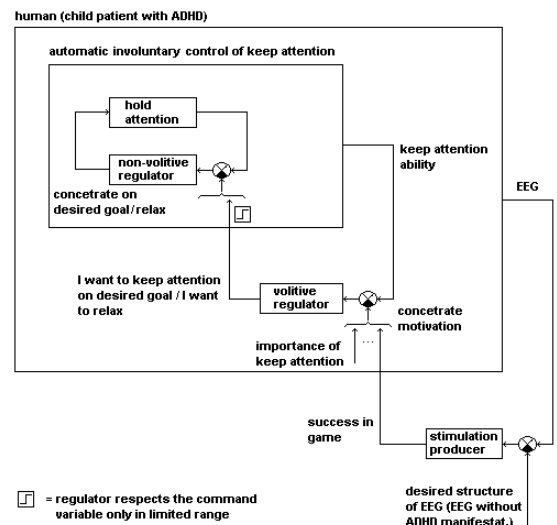 human (child patient with ADHD)
automatic involuntary control of keep attention
hold
attention
non-volitive
regulator
keep attention
ability
EEG
concetrate on
desired goal/relax
I want to keep attention
on desired goal / I want
to relax
volitive
regulator
concetrate
motivation
importance of
keep attention
...
success in
game
stimulation
producer
desired structure
of EEG (EEG without
ADHD manifestat.)
= regulator respects the command
variable only in limited range